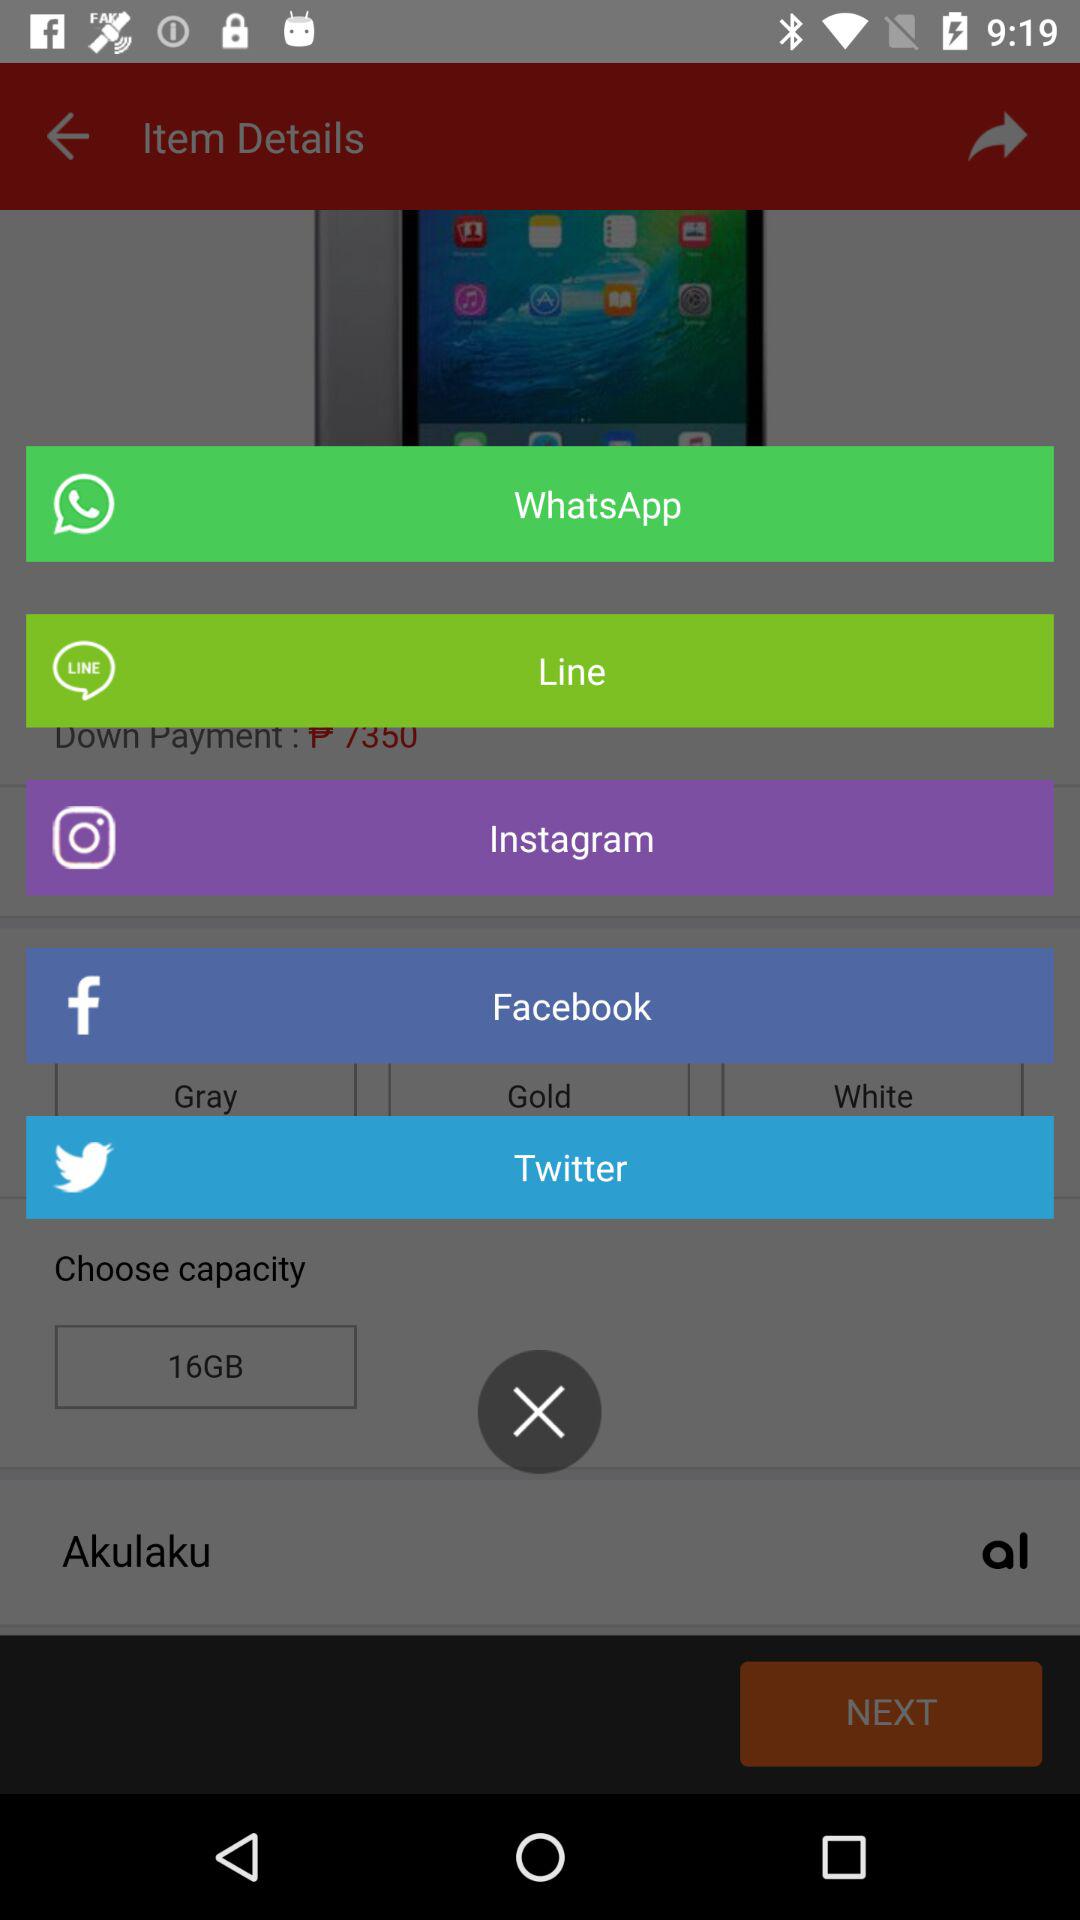 FAKE
9:19
Item Details
WhatsApp
LINE
Line
Down Payment : ₱ 7350
Instagram
Facebook
Gray Gold White
Twitter
Choose capacity
16GB
Akulaku
al
NEXT